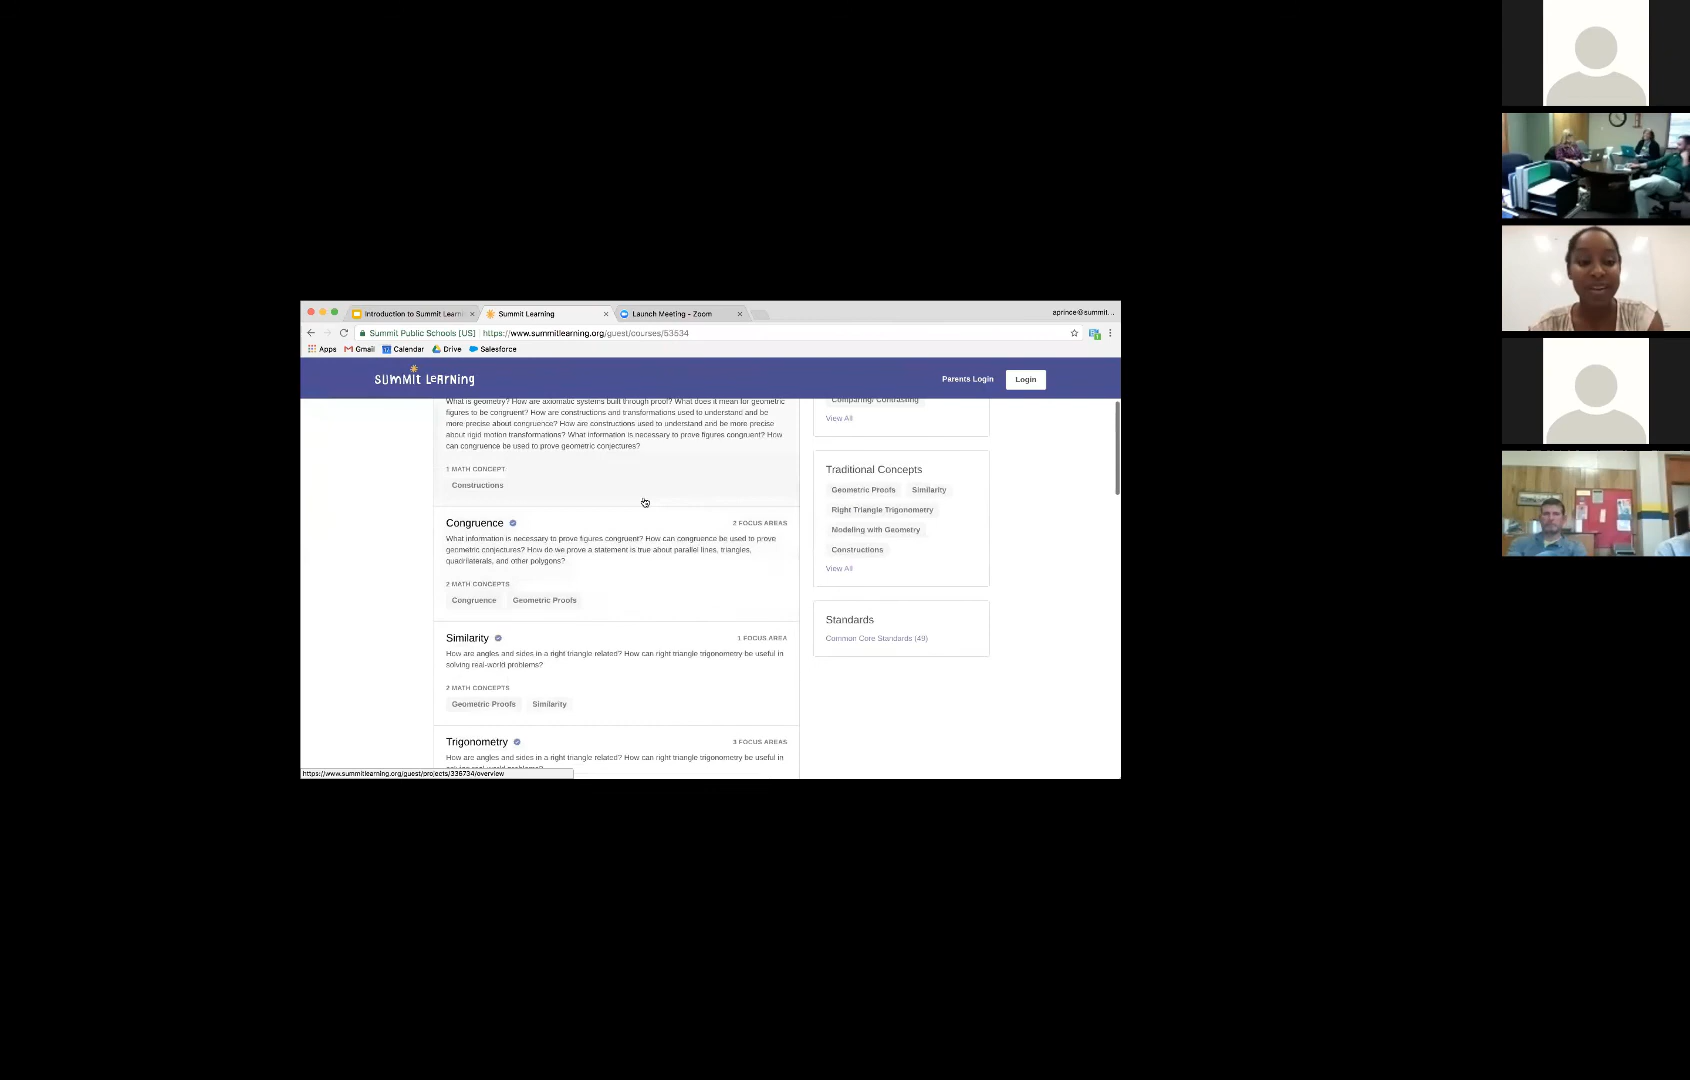 Introduction to Summit Learni
Summit Learning
Launch Meeting - Zoom
aprince@summit...
Summit Public Schools [US]
https://www.summitlearning.org/guest/courses/53534
Apps
Gmail
Calendar
Drive
Salesforce
SUMMIT LEARNING
Parents Login
Login
What is geometry? How are axiomatic systems built through proof? What does it mean for geometric
figures to be congruent? How are constructions and transformations used to understand and be
more precise about congruence? How are constructions used to understand and be more precise
about rigid motion transformations? What information is necessary to prove figures congruent? How
can congruence be used to prove geometric conjectures?
1 MATH CONCEPT
Constructions
Congruence
2 FOCUS AREAS
What information is necessary to prove figures congruent? How can congruence be used to prove
geometric conjectures? How do we prove a statement is true about parallel lines, triangles,
quadrilaterals, and other polygons?
2 MATH CONCEPTS
Congruence
Geometric Proofs
Similarity
1 FOCUS AREA
How are angles and sides in a right triangle related? How can right triangle trigonometry be useful in
solving real-world problems?
2 MATH CONCEPTS
Geometric Proofs
Similarity
Trigonometry
3 FOCUS AREAS
How are angles and sides in a right triangle related? How can right triangle trigonometry be useful in
solving real-world problems?
https://www.summitlearning.org/guest/projects/336734/overview
Comparing/Contrasting
View All
Traditional Concepts
Geometric Proofs
Similarity
Right Triangle Trigonometry
Modeling with Geometry
Constructions
View All
Standards
Common Core Standards (49)